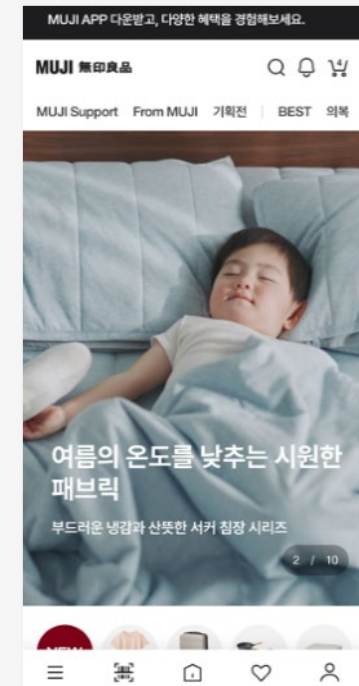 MUJI APP 다운받고, 다양한 혜택을 경험해보세요.
MUJI 無印良品
4
MUJI Support From MUJI 기획전 BEST 의복
여름의 온도를 낮추는 시원한
패브릭
부드러운 냉감과 산뜻한 서커 침장 시리즈
2 / 10
NEW